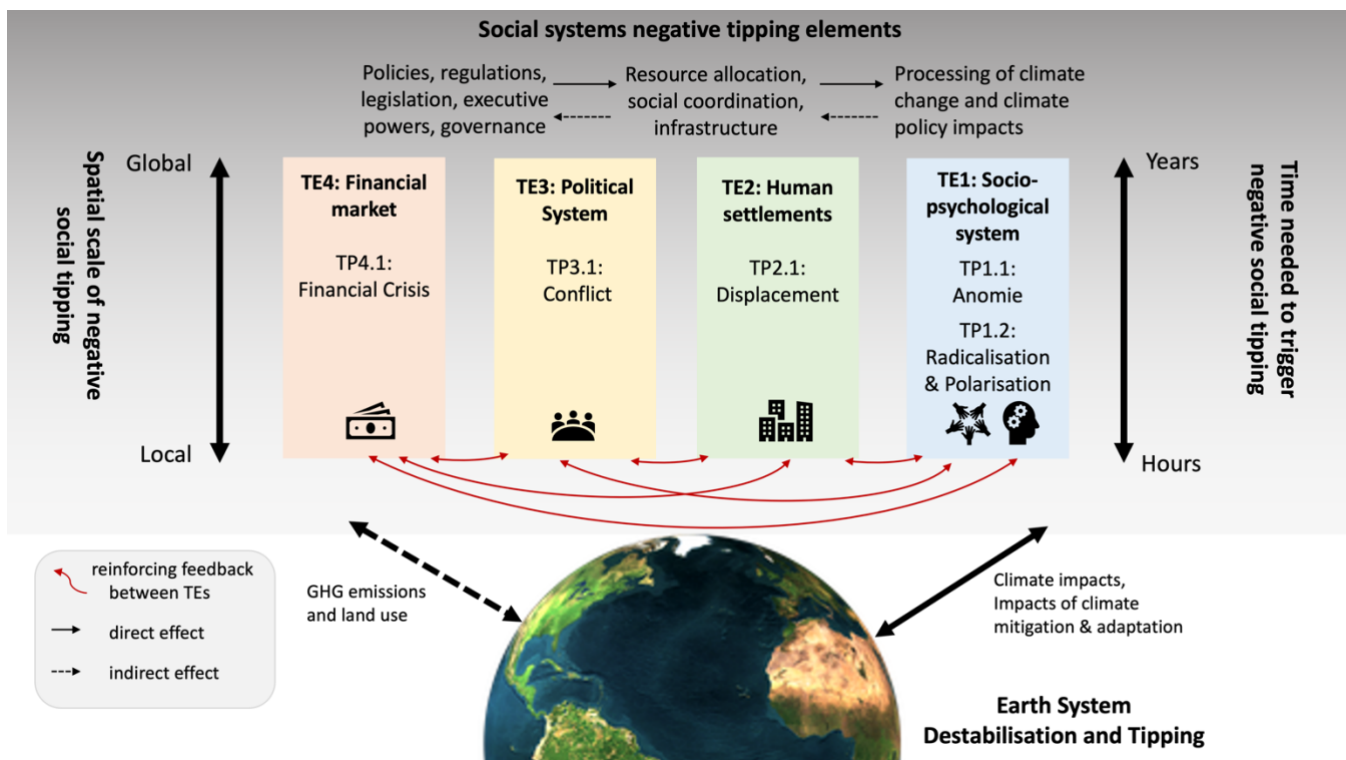 Social systems negative tipping elements
Policies, regulations,
legislation, executive
powers, governance
Resource allocation,
social coordination,
infrastructure
Processing of climate
change and climate
policy impacts
Spatial scale of negative
social tipping
Global
Local
TE4: Financial
market
TP4.1:
Financial Crisis
TE3: Political
System
TP3.1:
Conflict
TE2: Human
settlements
TP2.1:
Displacement
TE1: Socio-
psychological
system
TP1.1:
Anomie
TP1.2:
Radicalisation
& Polarisation
Years
Hours
Time needed to trigger
negative social tipping
reinforcing feedback
between TEs
direct effect
indirect effect
GHG emissions
and land use
Climate impacts,
Impacts of climate
mitigation & adaptation
Earth System
Destabilisation and Tipping